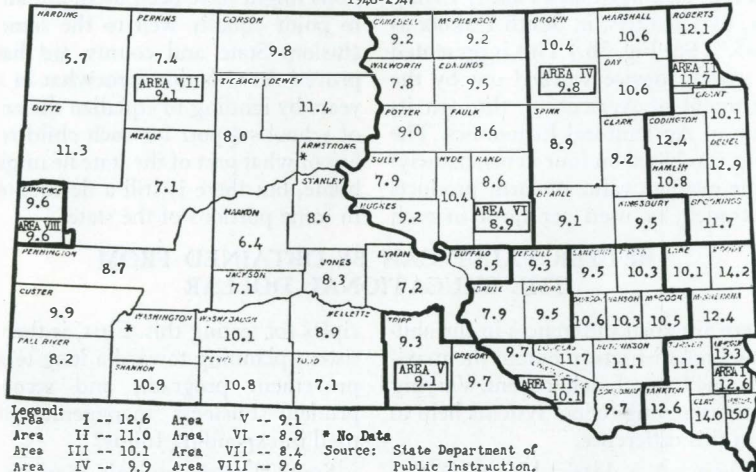 HARDING
5.7
PERKINS
7.4
CORSON
9.8
CAMPBELL
9.2
McPHERSON
9.2
BROWN
10.4
MARSHALL
10.6
ROBERTS
12.1
AREA VII
9.1
ZIEBACH
8.0
DEWEY
11.4
WALWORTH
7.8
EDMUNDS
9.5
AREA IV
9.8
DAY
10.6
AREA I
11.7
GRANT
10.1
BUTTE
11.3
MEADE
7.1
ARMSTRONG
*
POTTER
9.0
FAULK
8.6
SPINK
8.9
CLARK
9.2
CODINGTON
12.4
DEUEL
12.9
HAMLIN
10.8
LAWRENCE
9.6
AREA VIII
9.6
STANLEY
8.6
SULLY
7.9
HYDE
10.4
HAND
8.6
BEADLE
9.1
KINGSBURY
9.5
BROOKINGS
11.7
HUGHES
9.2
AREA VI
8.9
PENNINGTON
8.7
HAAKON
6.4
JACKSON
7.1
JONES
8.3
LYMAN
7.2
BUFFALO
8.5
JERAULD
9.3
9.5
10.3
LAKE
10.1
14.2
CUSTER
9.9
WASHINGTON
*
WASHABAUGH
10.1
MELLETTE
8.9
TRIPP
9.3
BRULE
7.9
AURORA
9.5
10.6
HANSON
10.3
McCOOK
10.5
MINNEHAHA
12.4
FALL RIVER
8.2
SHANNON
10.9
10.8
TODD
7.1
AREA V
9.1
GREGORY
9.7
DOUGLAS
9.7
11.7
HUTCHINSON
11.1
TURNER
11.1
LINCOLN
13.3
AREA III
10.1
AREA
12.6
BON HOMME
9.7
YANKTON
12.6
CLAY
14.0
15.0
Legend:
Area I -- 12.6 Area V -- 9.1
Area II -- 11.0 Area VI -- 8.9
Area III -- 10.1 Area VII -- 8.4
Area IV -- 9.9 Area VIII -- 9.6
* No Data
Source: State Department of
Public Instruction.